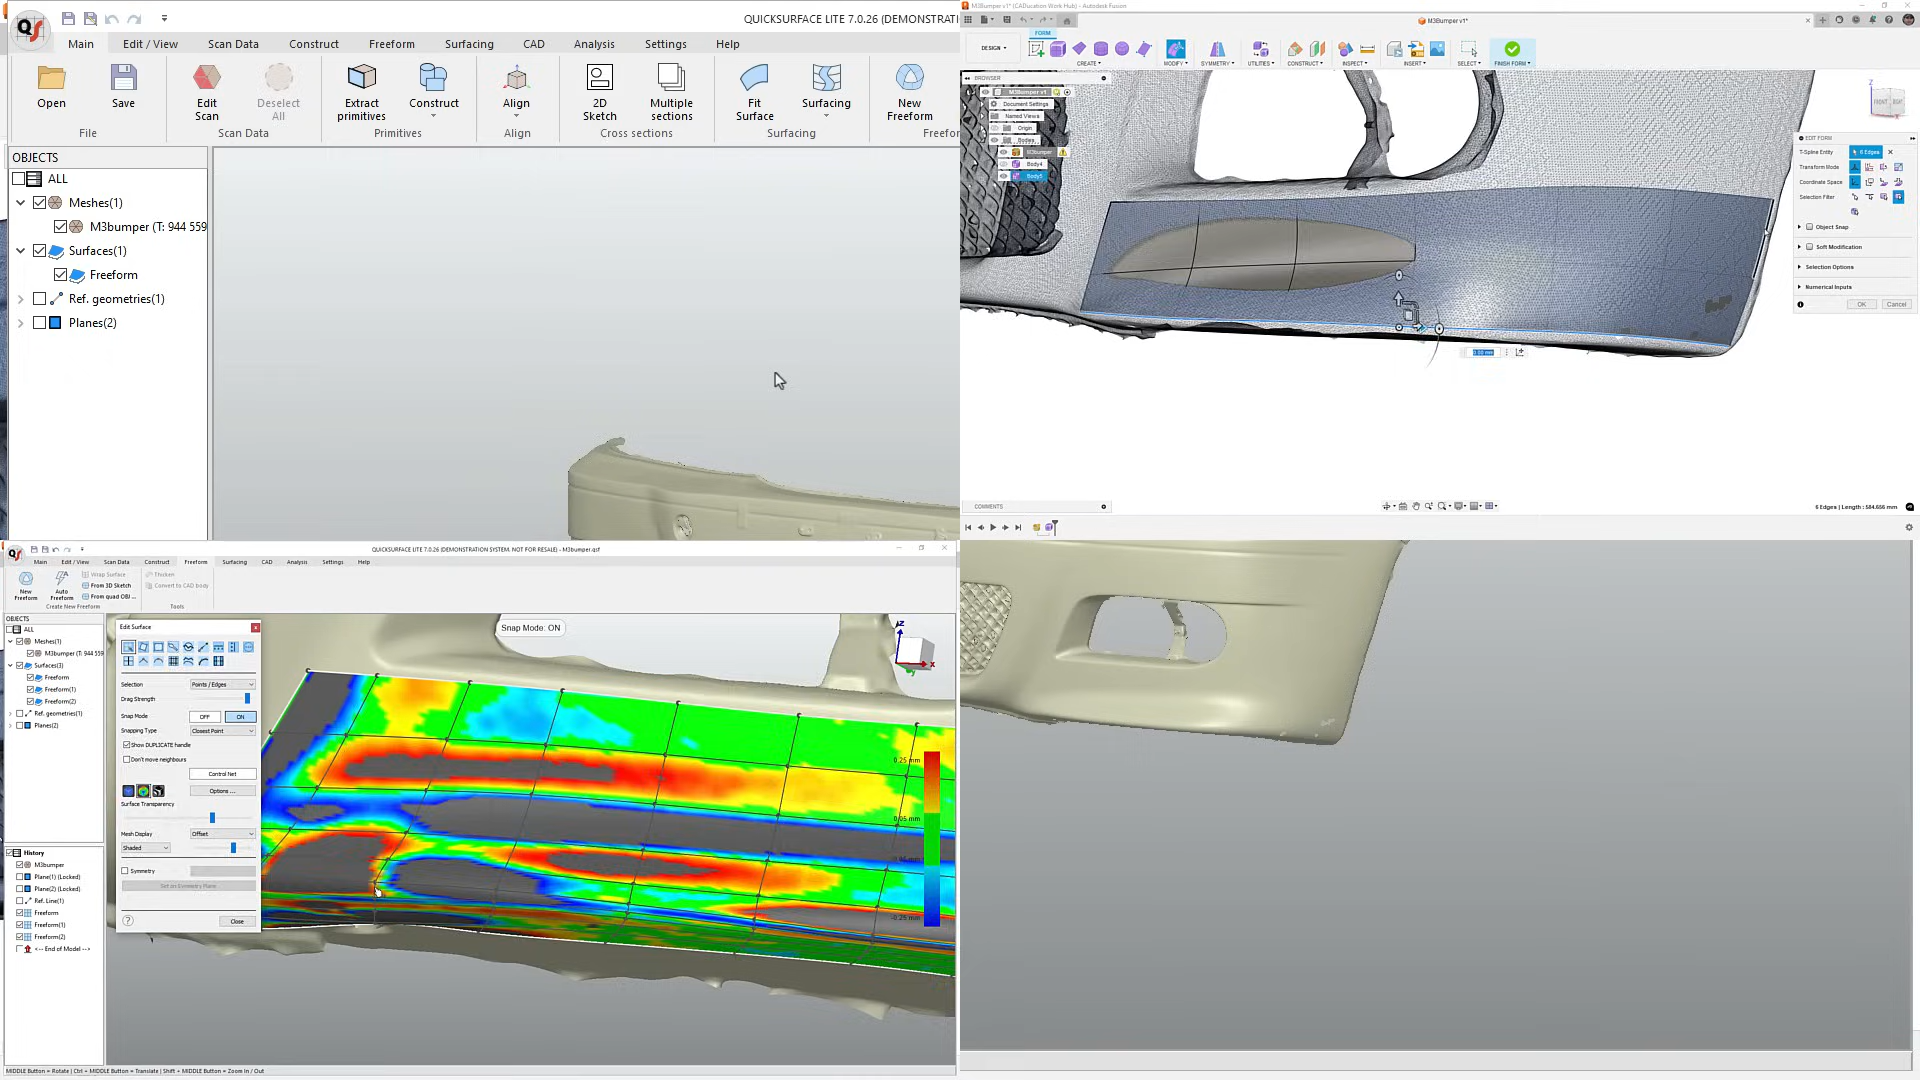 QS
QUICKSURFACE LITE 7.0.26 (DEMONSTRATI
Main Edit / View Scan Data Construct Freeform Surfacing CAD Analysis Settings Help
Open Save Edit Scan Deselect All Extract primitives Construct Align 2D Sketch Multiple sections Fit Surface Surfacing New Freeform
File Scan Data Primitives Align Cross sections Surfacing Freefor
OBJECTS
ALL
Meshes(1)
M3bumper (T: 944 559
Surfaces(1)
Freeform
Ref. geometries(1)
Planes(2)
M3Bumper v1* (CADucation Work Hub) - Autodesk Fusion
M3Bumper v1*
FORM
DESIGN
CREATE MODIFY SYMMETRY UTILITIES CONSTRUCT INSPECT INSERT SELECT FINISH FORM
BROWSER
M3Bumper v1
Document Settings
Named Views
Origin
Bodies
M3bumper
Body4
Body5
Z
FRONT
EDIT FORM
T-Spline Entity 6 Edges
Transform Mode
Coordinate Space
Selection Filter
Object Snap
Soft Modification
Selection Options
Numerical Inputs
OK Cancel
COMMENTS
6 Edges | Length : 584.656 mm
QS
QUICKSURFACE LITE 7.0.26 (DEMONSTRATION SYSTEM. NOT FOR RESALE) - M3bumper.qsf
Main Edit / View Scan Data Construct Freeform Surfacing CAD Analysis Settings Help
New Freeform Auto Freeform
Wrap Surface
From 3D Sketch
From quad OBJ ...
Thicken
Convert to CAD body
Create New Freeform Tools
OBJECTS
ALL
Meshes(1)
M3bumper (T: 944 559
Surfaces(3)
Freeform
Freeform(1)
Freeform(2)
Ref. geometries(1)
Planes(2)
History
M3bumper
Plane(1) (Locked)
Plane(2) (Locked)
Ref. Line(1)
Freeform
Freeform(1)
Freeform(2)
<-- End of Model -->
Edit Surface
Selection Points / Edges
Drag Strength
Snap Mode OFF ON
Snapping Type Closest Point
Show DUPLICATE handle
Don't move neighbours
Control Net
Options ...
Surface Transparency
Mesh Display Offset
Shaded
Symmetry
Set on Symmetry Plane
? Close
Snap Mode: ON
Z
X
0.25 mm
0.05 mm
-0.25 mm
MIDDLE Button = Rotate | Ctrl + MIDDLE Button = Translate | Shift + MIDDLE Button = Zoom In / Out